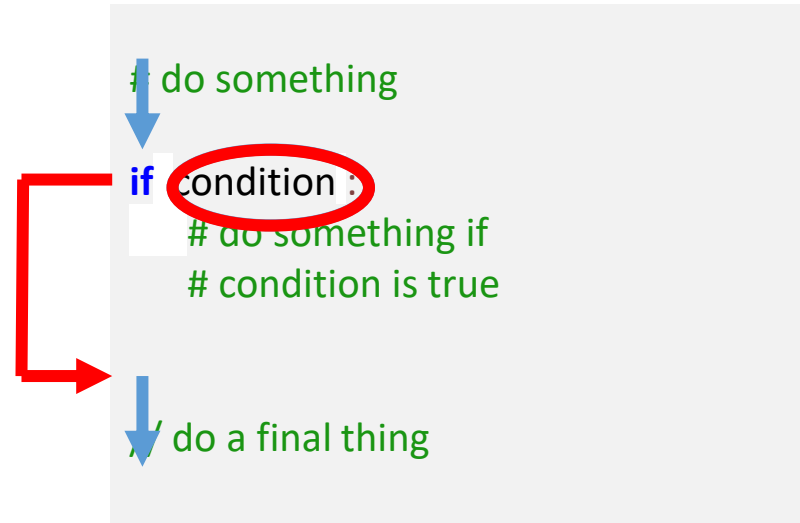 # do something
if condition :
# do something if
# condition is true
// do a final thing